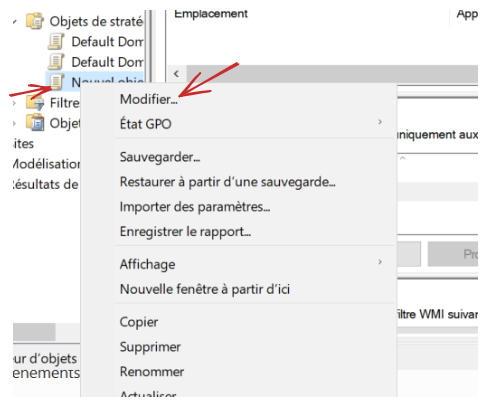 Objets de straté
Emplacement
App
Default Dom
Default Dom
Nouvel obje
Filtre
Objet
Modifier...
État GPO
Sauvegarder...
Restaurer à partir d'une sauvegarde...
Importer des paramètres...
Enregistrer le rapport...
Affichage
Nouvelle fenêtre à partir d'ici
Copier
Supprimer
Renommer
Actualiser
ites
Modélisation
ésultats de
niquement aux
Pro
filtre WMI suivan
ur d'objets
enements